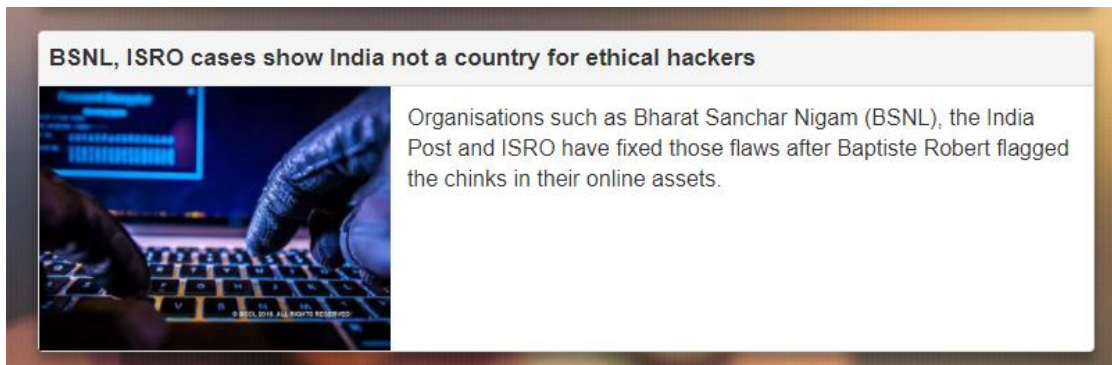 BSNL, ISRO cases show India not a country for ethical hackers
Organisations such as Bharat Sanchar Nigam (BSNL), the India
Post and ISRO have fixed those flaws after Baptiste Robert flagged
the chinks in their online assets.
© BCCL 2018. ALL RIGHTS RESERVED.